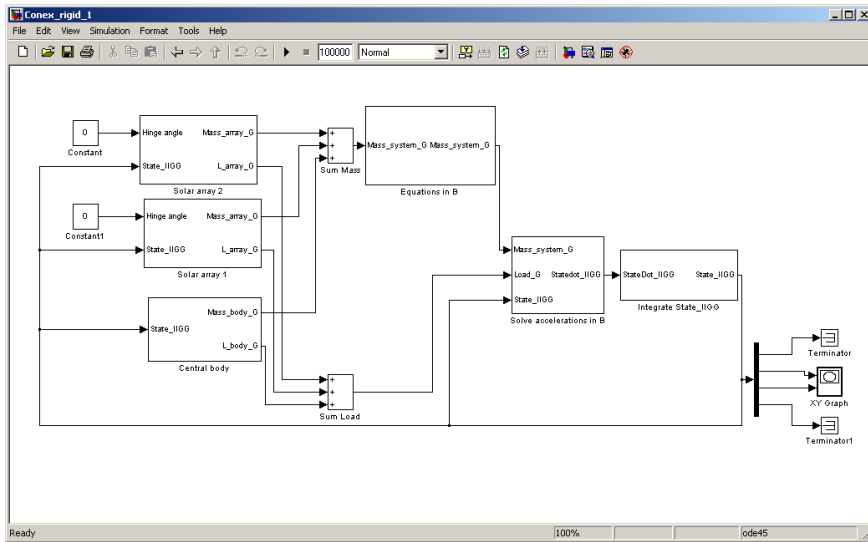 Conex_rigid_1
File Edit View Simulation Format Tools Help
100000 Normal
0
Constant
Hinge angle Mass_array_G
State_IIGG L_array_G
Solar array 2
0
Constant1
Hinge angle Mass_array_G
State_IIGG L_array_G
Solar array 1
State_IIGG Mass_body_G
L_body_G
Central body
+
+
+
Sum Mass
Mass_system_G Mass_system_G
Equations in B
+
+
+
Sum Load
Mass_system_G
Load_G Statedot_IIGG
State_IIGG
Solve accelerations in B
StateDot_IIGG State_IIGG
Integrate State_IIGG
Terminator
XY Graph
Terminator1
Ready 100% ode45